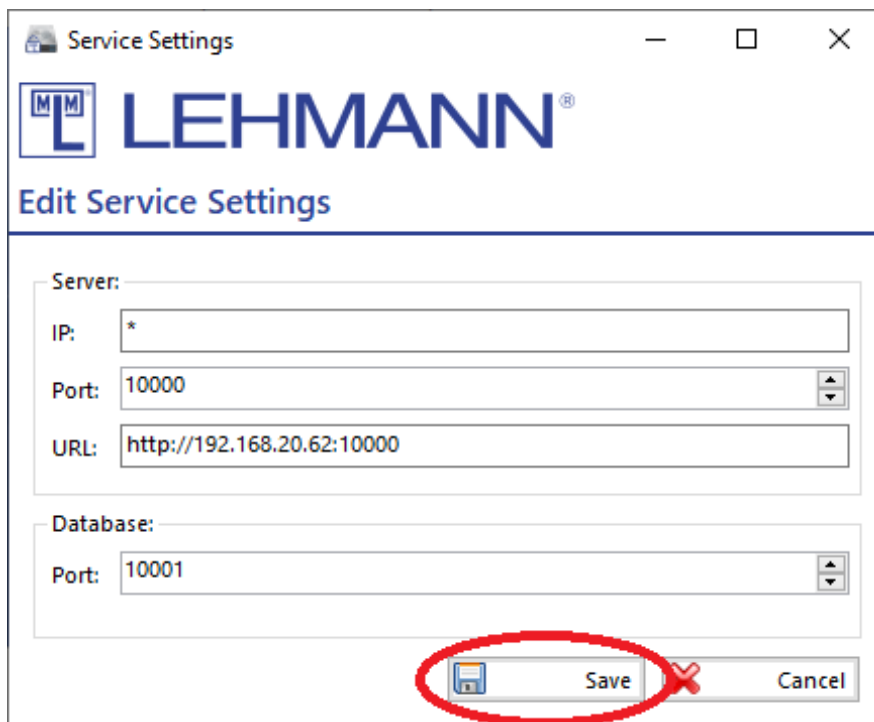 Service Settings
MLM LEHMANN®
Edit Service Settings
Server:
IP: *
Port: 10000
URL: http://192.168.20.62:10000
Database:
Port: 10001
Save Cancel